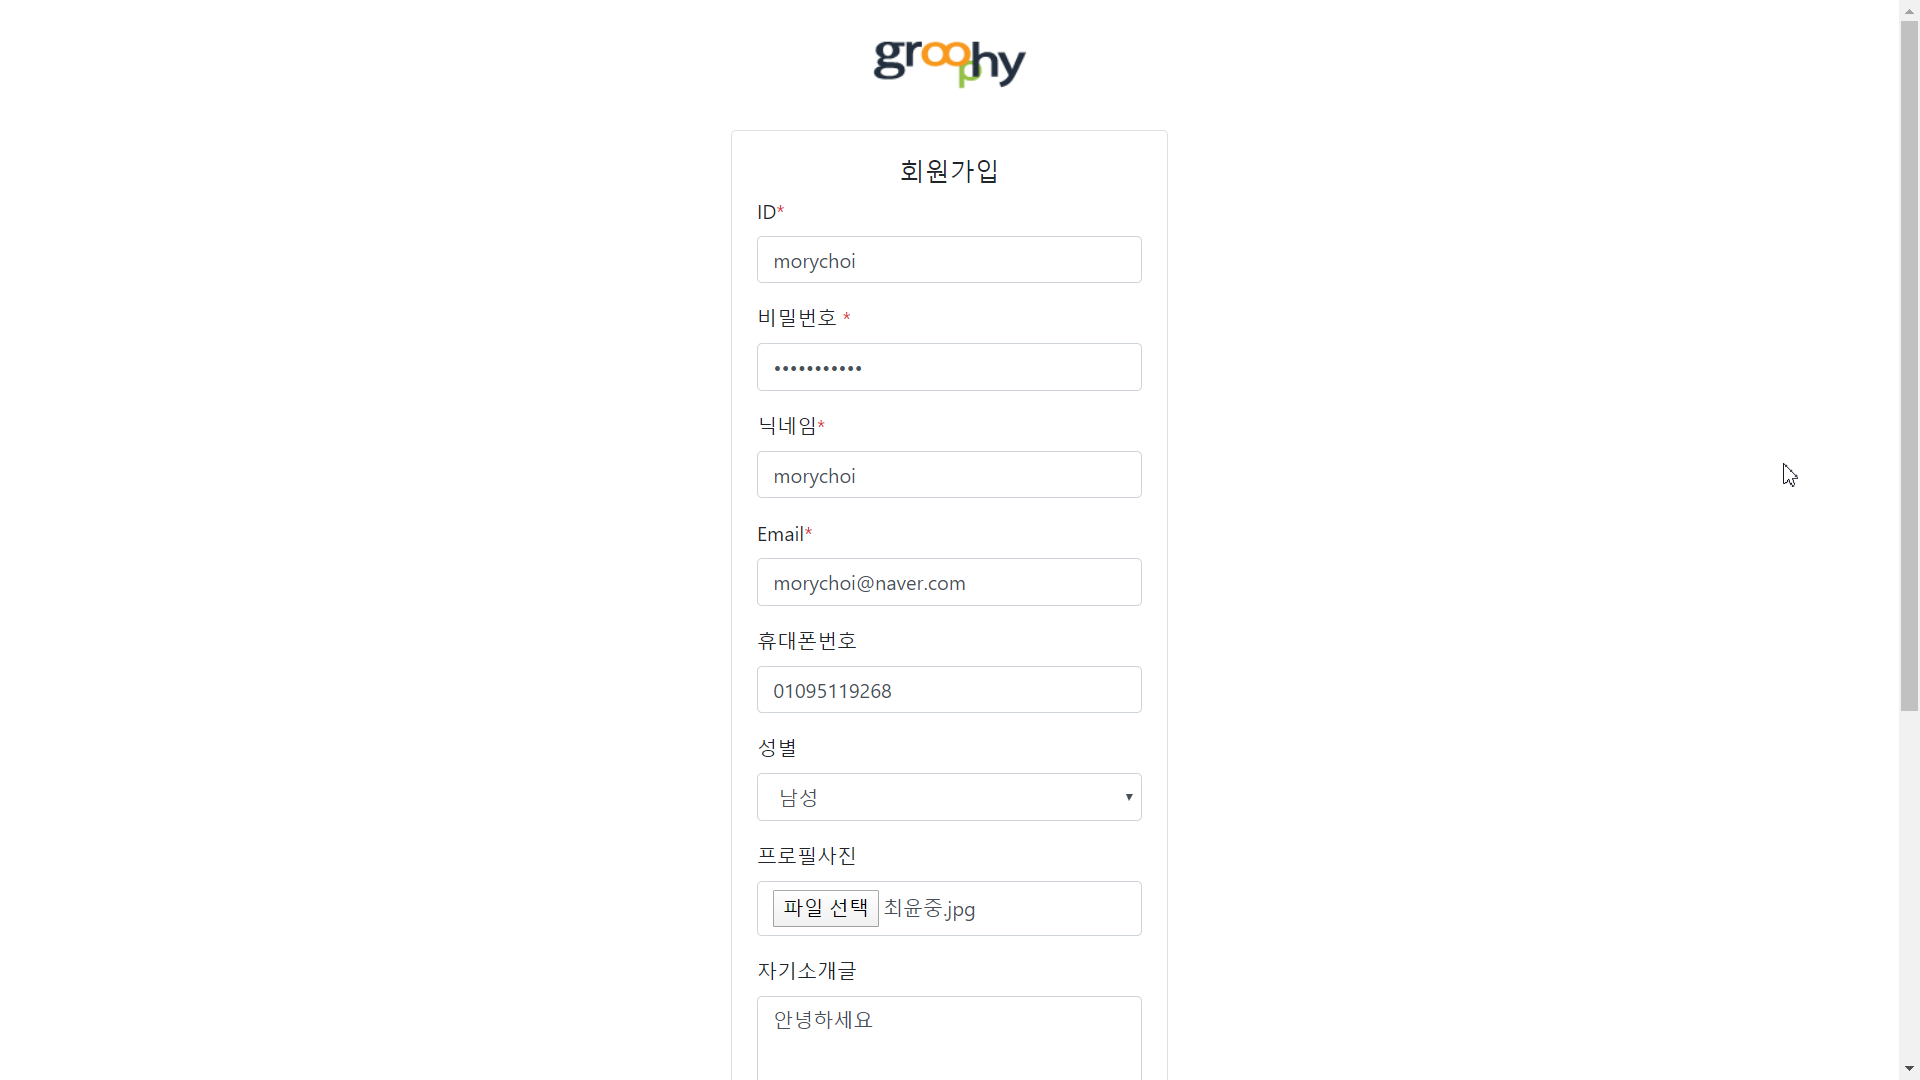 groophy
회원가입
ID*
morychoi
비밀번호 *
•••••••••••
닉네임*
morychoi
Email*
morychoi@naver.com
휴대폰번호
01095119268
성별
남성
프로필사진
파일 선택 최윤중.jpg
자기소개글
안녕하세요